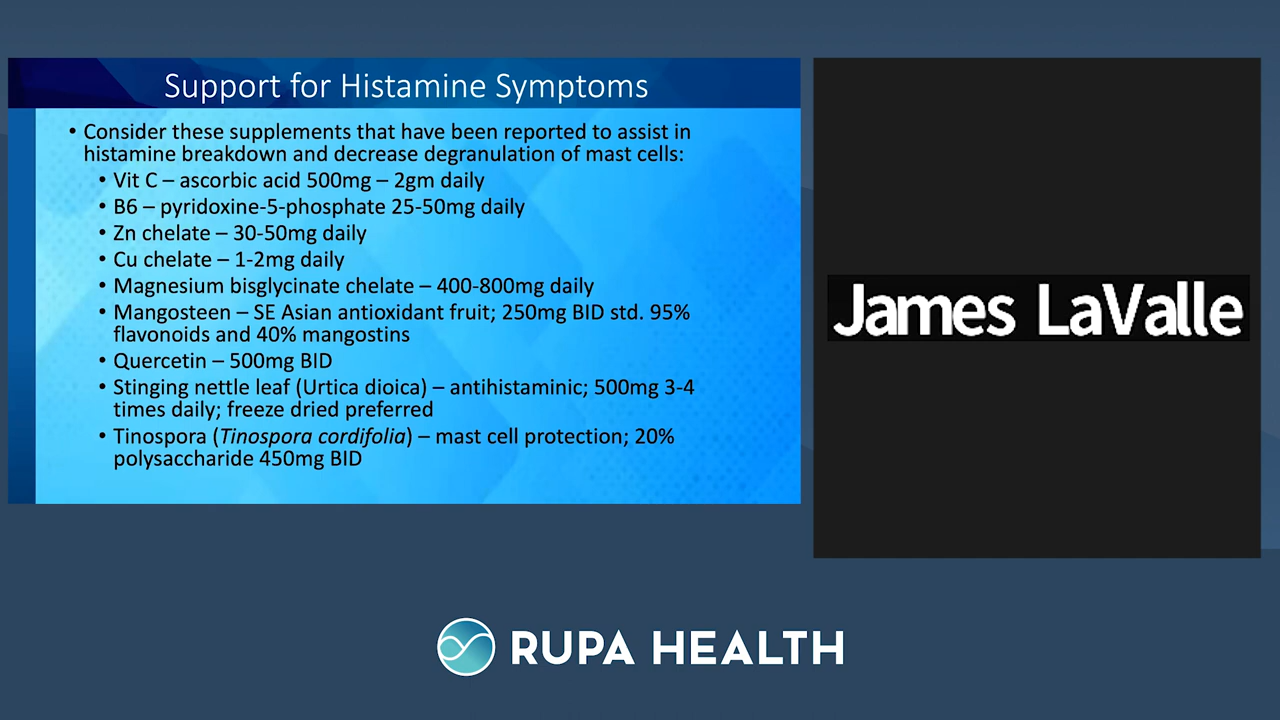 Support for Histamine Symptoms
• Consider these supplements that have been reported to assist in
histamine breakdown and decrease degranulation of mast cells:
• Vit C – ascorbic acid 500mg – 2gm daily
• B6 – pyridoxine-5-phosphate 25-50mg daily
• Zn chelate – 30-50mg daily
• Cu chelate – 1-2mg daily
• Magnesium bisglycinate chelate – 400-800mg daily
• Mangosteen – SE Asian antioxidant fruit; 250mg BID std. 95%
flavonoids and 40% mangostins
• Quercetin – 500mg BID
• Stinging nettle leaf (Urtica dioica) – antihistaminic; 500mg 3-4
times daily; freeze dried preferred
• Tinospora (Tinospora cordifolia) – mast cell protection; 20%
polysaccharide 450mg BID
James LaValle
RUPA HEALTH